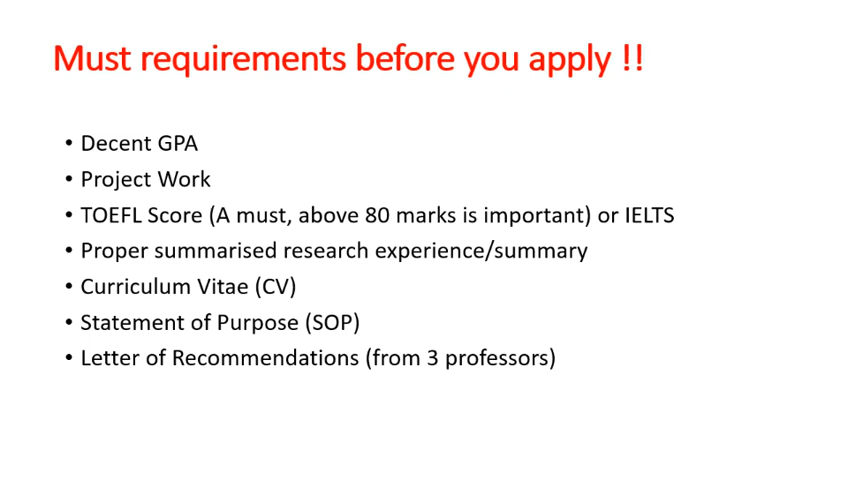 Must requirements before you apply !!
• Decent GPA
• Project Work
• TOEFL Score (A must, above 80 marks is important) or IELTS
• Proper summarised research experience/summary
• Curriculum Vitae (CV)
• Statement of Purpose (SOP)
• Letter of Recommendations (from 3 professors)